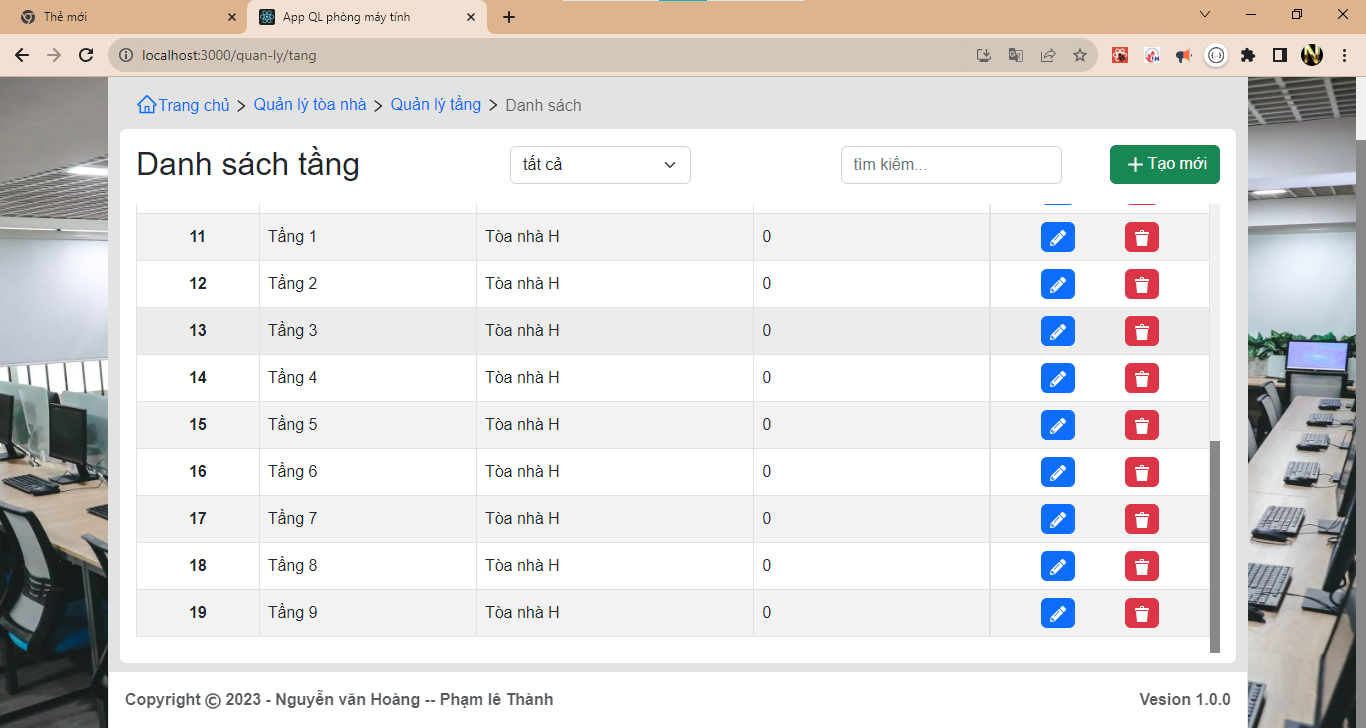 Thẻ mới
App QL phòng máy tính
localhost:3000/quan-ly/tang
Trang chủ > Quản lý tòa nhà > Quản lý tầng > Danh sách
Danh sách tầng
tất cả
tìm kiếm...
Tạo mới
11 Tầng 1 Tòa nhà H 0
12 Tầng 2 Tòa nhà H 0
13 Tầng 3 Tòa nhà H 0
14 Tầng 4 Tòa nhà H 0
15 Tầng 5 Tòa nhà H 0
16 Tầng 6 Tòa nhà H 0
17 Tầng 7 Tòa nhà H 0
18 Tầng 8 Tòa nhà H 0
19 Tầng 9 Tòa nhà H 0
Copyright © 2023 - Nguyễn văn Hoàng -- Phạm lê Thành
Vesion 1.0.0